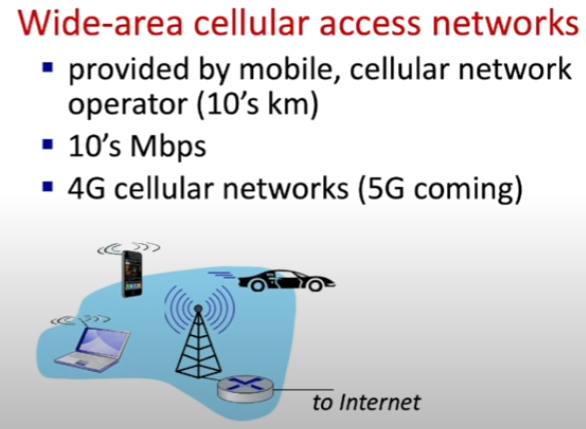 Wide-area cellular access networks
▪ provided by mobile, cellular network
operator (10’s km)
▪ 10’s Mbps
▪ 4G cellular networks (5G coming)
to Internet